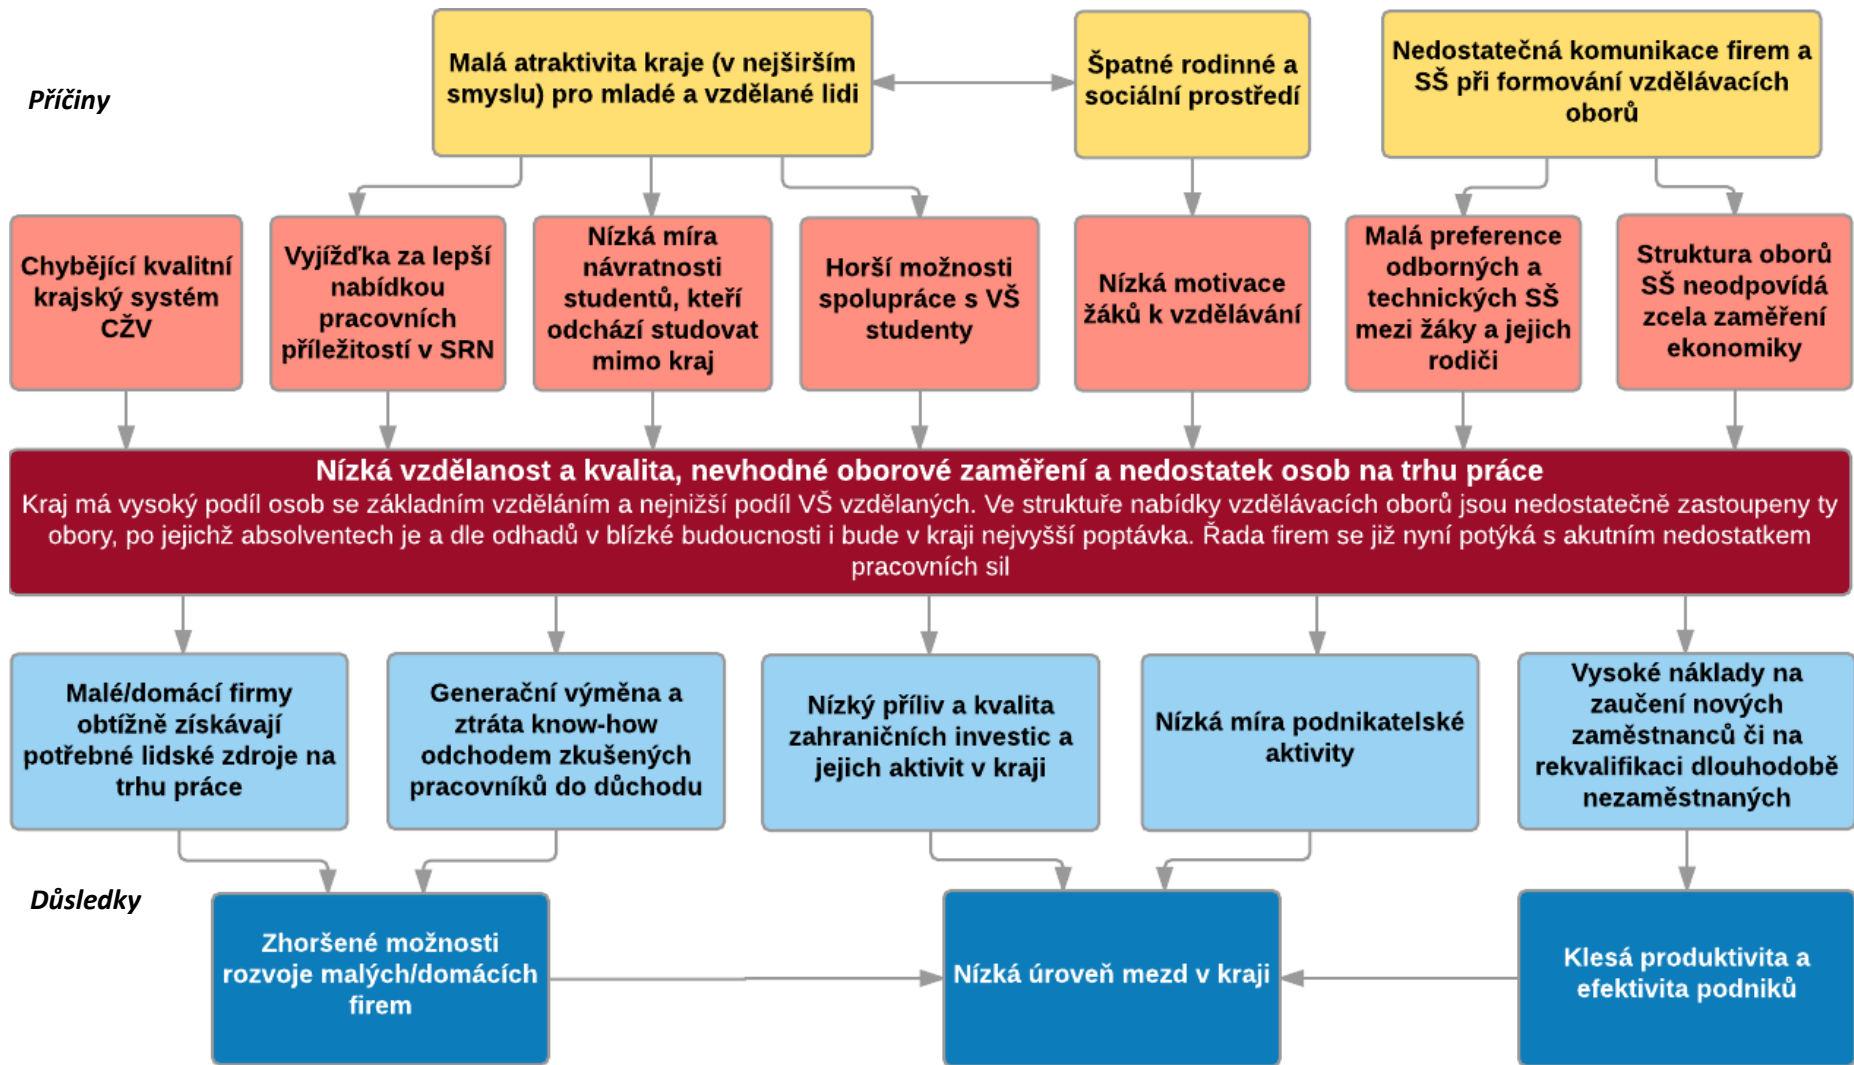 Příčiny
Malá atraktivita kraje (v nejširším
smyslu) pro mladé a vzdělané lidi
Špatné rodinné a
sociální prostředí
Nedostatečná komunikace firem a
SŠ při formování vzdělávacích
oborů
Chybějící kvalitní
krajský systém
CŽV
Vyjížďka za lepší
nabídkou
pracovních
příležitostí v SRN
Nízká míra
návratnosti
studentů, kteří
odchází studovat
mimo kraj
Horší možnosti
spolupráce s VŠ
studenty
Nízká motivace
žáků k vzdělávání
Malá preference
odborných a
technických SŠ
mezi žáky a jejich
rodiči
Struktura oborů
SŠ neodpovídá
zcela zaměření
ekonomiky
Nízká vzdělanost a kvalita, nevhodné oborové zaměření a nedostatek osob na trhu práce
Kraj má vysoký podíl osob se základním vzděláním a nejnižší podíl VŠ vzdělaných. Ve struktuře nabídky vzdělávacích oborů jsou nedostatečně zastoupeny ty
obory, po jejichž absolventech je a dle odhadů v blízké budoucnosti i bude v kraji nejvyšší poptávka. Řada firem se již nyní potýká s akutním nedostatkem
pracovních sil
Malé/domácí firmy
obtížně získávají
potřebné lidské zdroje na
trhu práce
Generační výměna a
ztráta know-how
odchodem zkušených
pracovníků do důchodu
Nízký příliv a kvalita
zahraničních investic a
jejich aktivit v kraji
Nízká míra podnikatelské
aktivity
Vysoké náklady na
zaučení nových
zaměstnanců či na
rekvalifikaci dlouhodobě
nezaměstnaných
Důsledky
Zhoršené možnosti
rozvoje malých/domácích
firem
Nízká úroveň mezd v kraji
Klesá produktivita a
efektivita podniků